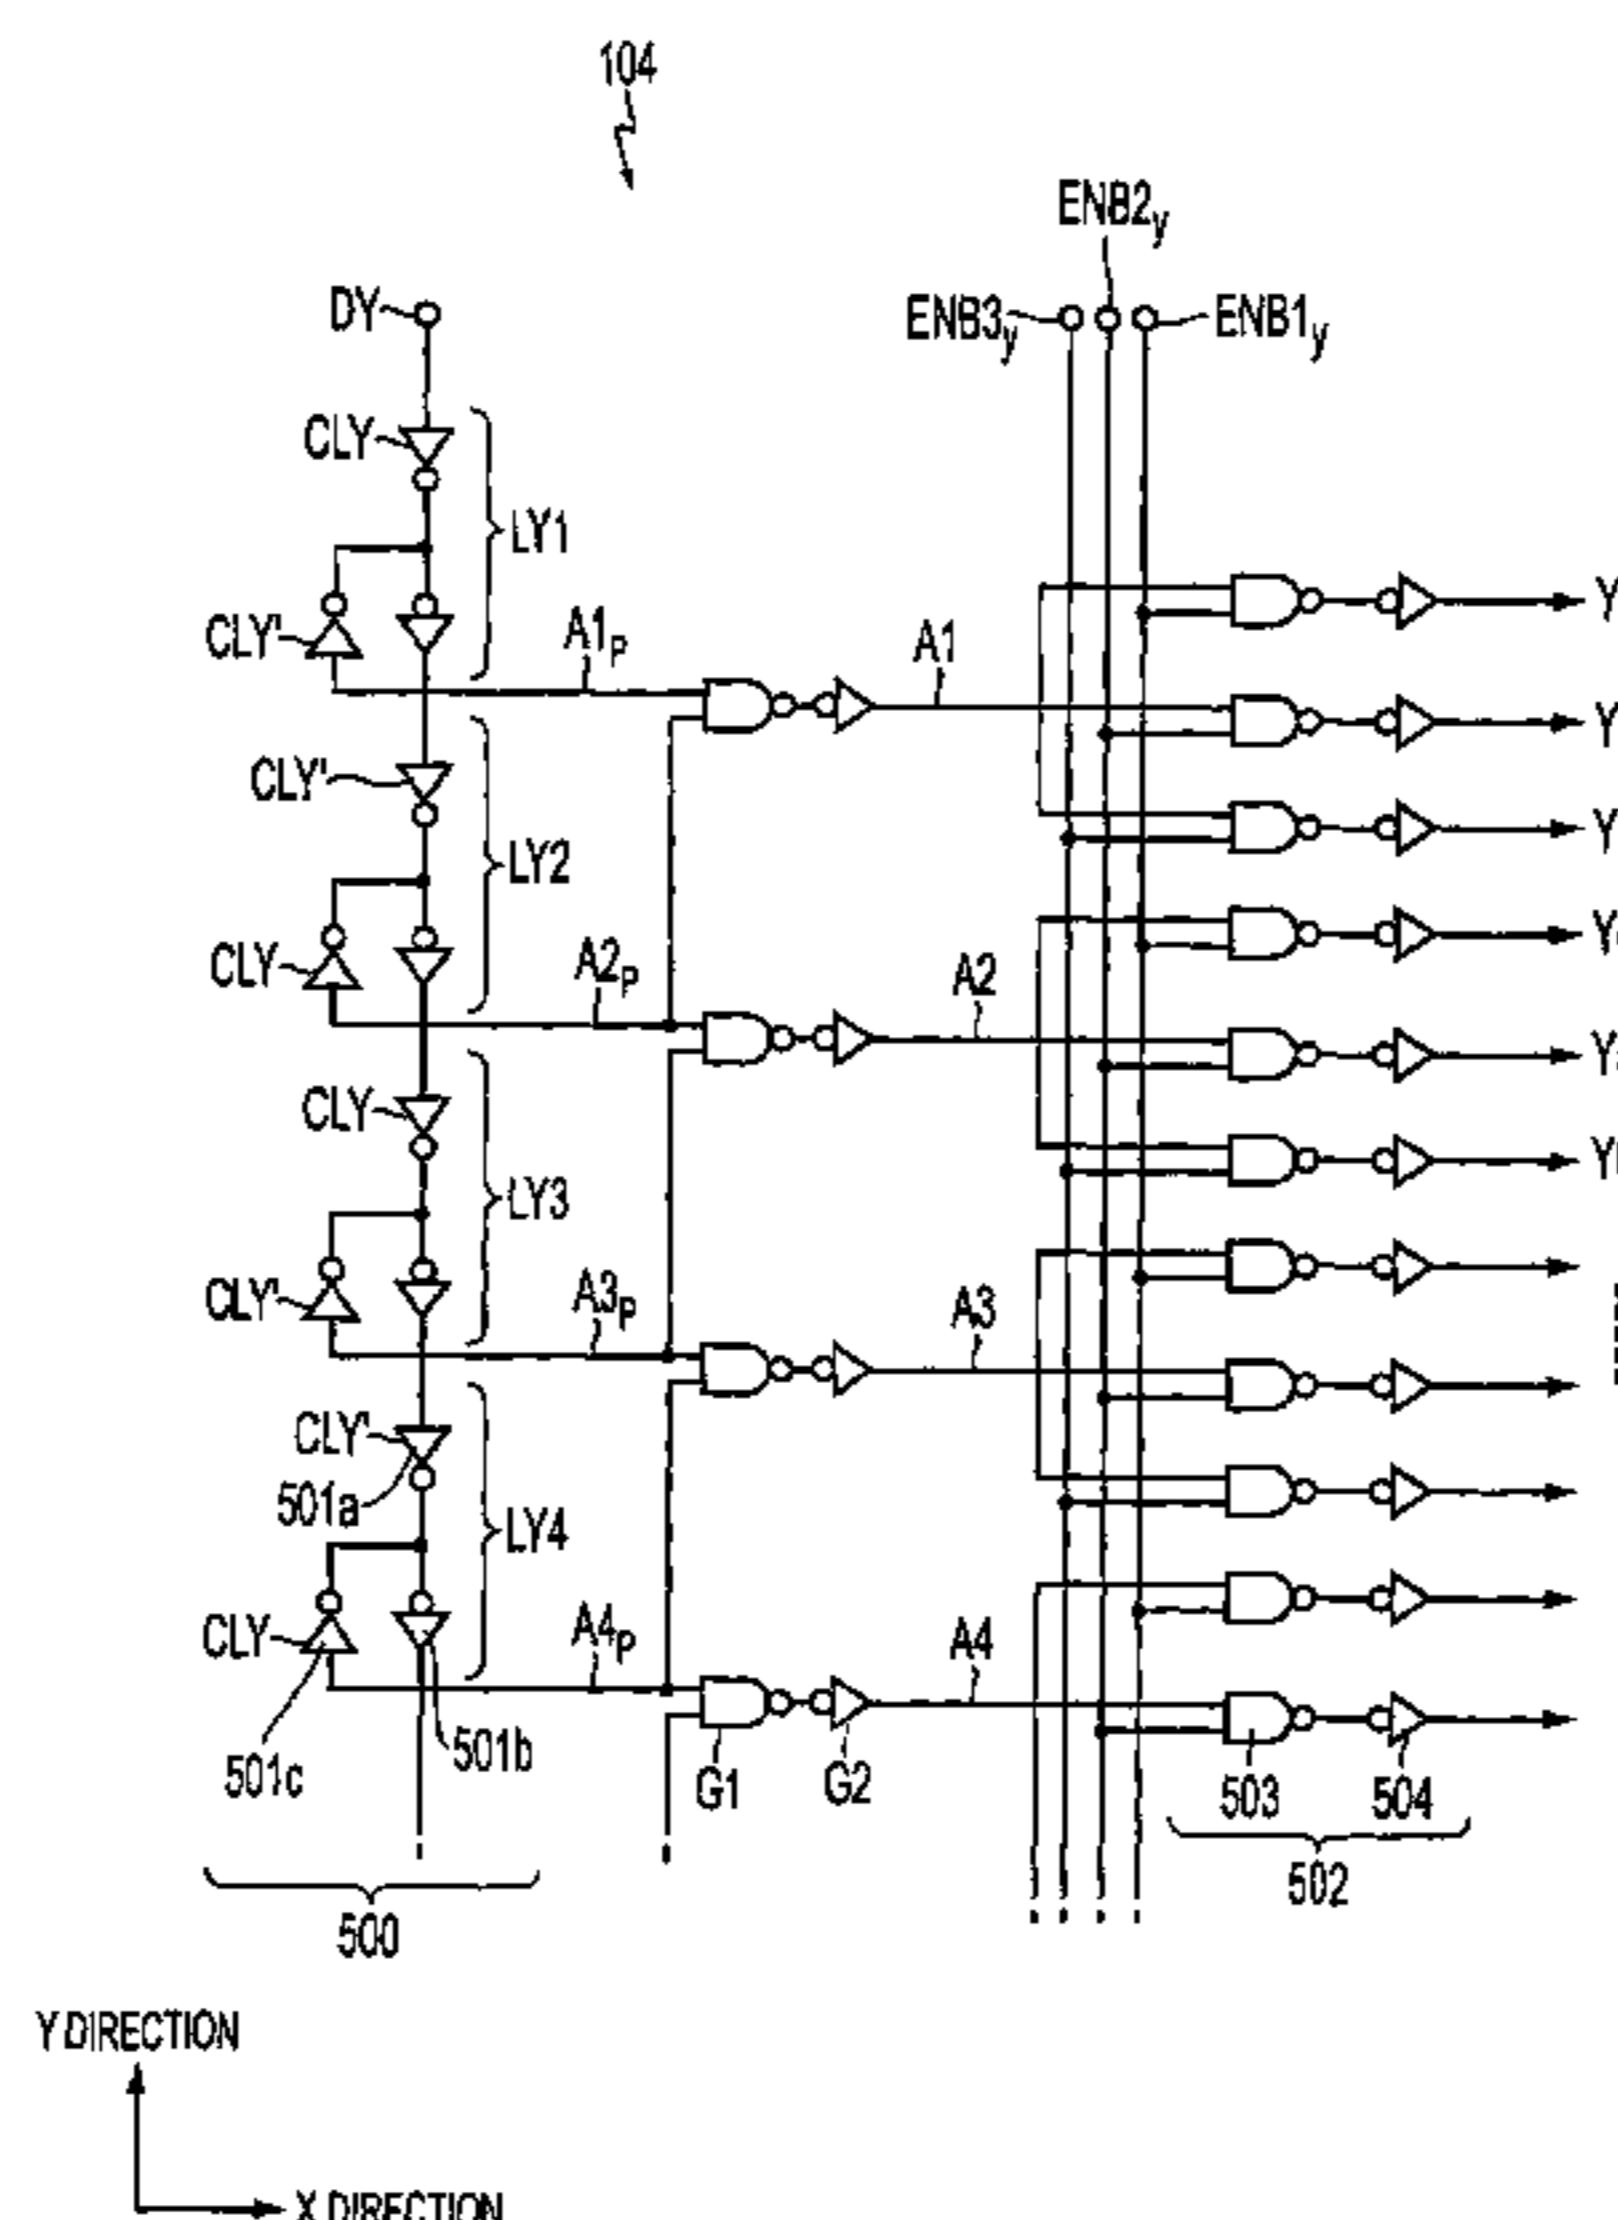 104
ENB2y
DY
ENB3y
ENB1y
CLY
LY1
CLY'
A1P
A1
Y
Y
CLY'
Y
LY2
CLY
A2P
A2
CLY
LY3
CLY'
A3P
A3
CLY'
501a
LY4
CLY
A4P
A4
501c
501b
G1
G2
503
504
502
500
Y DIRECTION
X DIRECTION